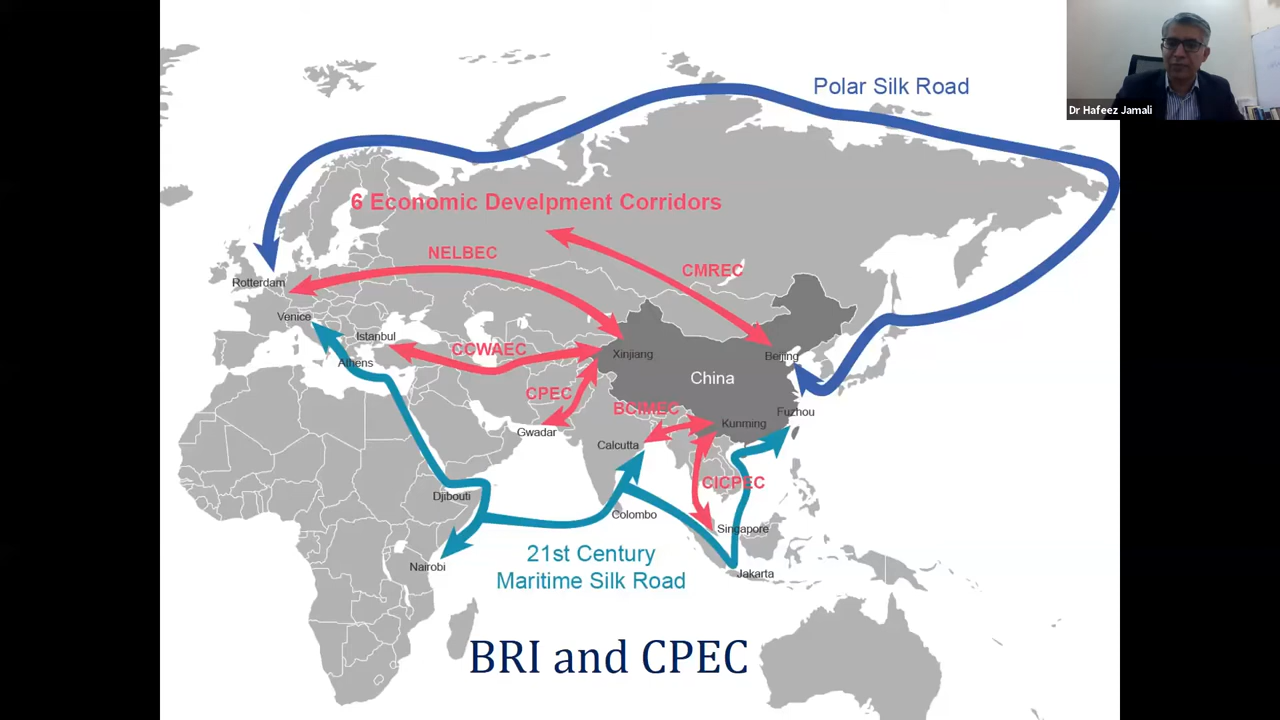 Polar Silk Road
Dr Hafeez Jamali
6 Economic Develpment Corridors
NELBEC
CMREC
Rotterdam
Venice
Istanbul
Athens
CCWAEC
Xinjiang
Beijing
China
CPEC
BCIMEC
Fuzhou
Kunming
Gwadar
Calcutta
CICPEC
Djibouti
Colombo
Singapore
Nairobi
Jakarta
21st Century
Maritime Silk Road
BRI and CPEC